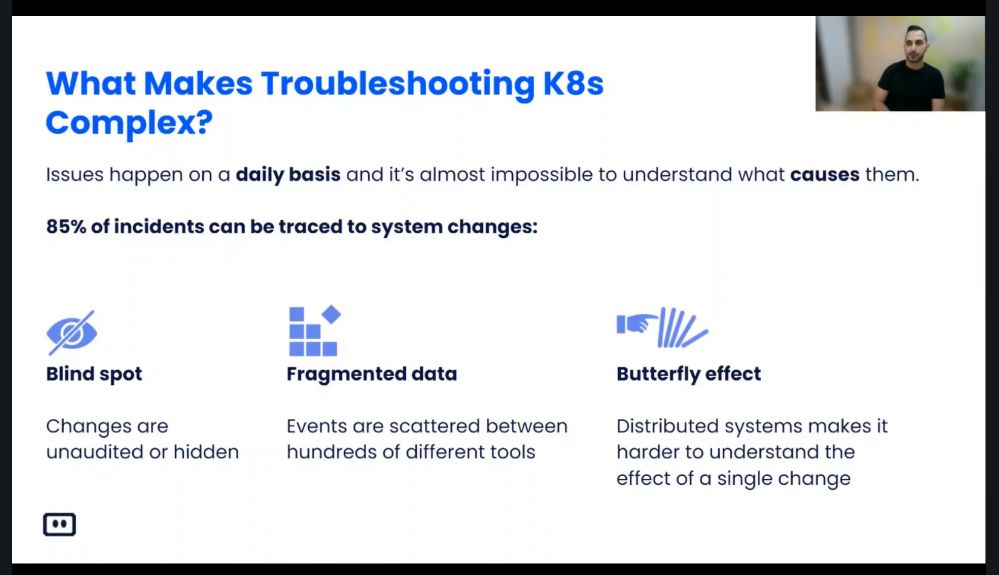 What Makes Troubleshooting K8s
Complex?
Issues happen on a daily basis and it's almost impossible to understand what causes them.
85% of incidents can be traced to system changes:
Blind spot
Changes are
unaudited or hidden
Fragmented data
Events are scattered between
hundreds of different tools
Butterfly effect
Distributed systems makes it
harder to understand the
effect of a single change